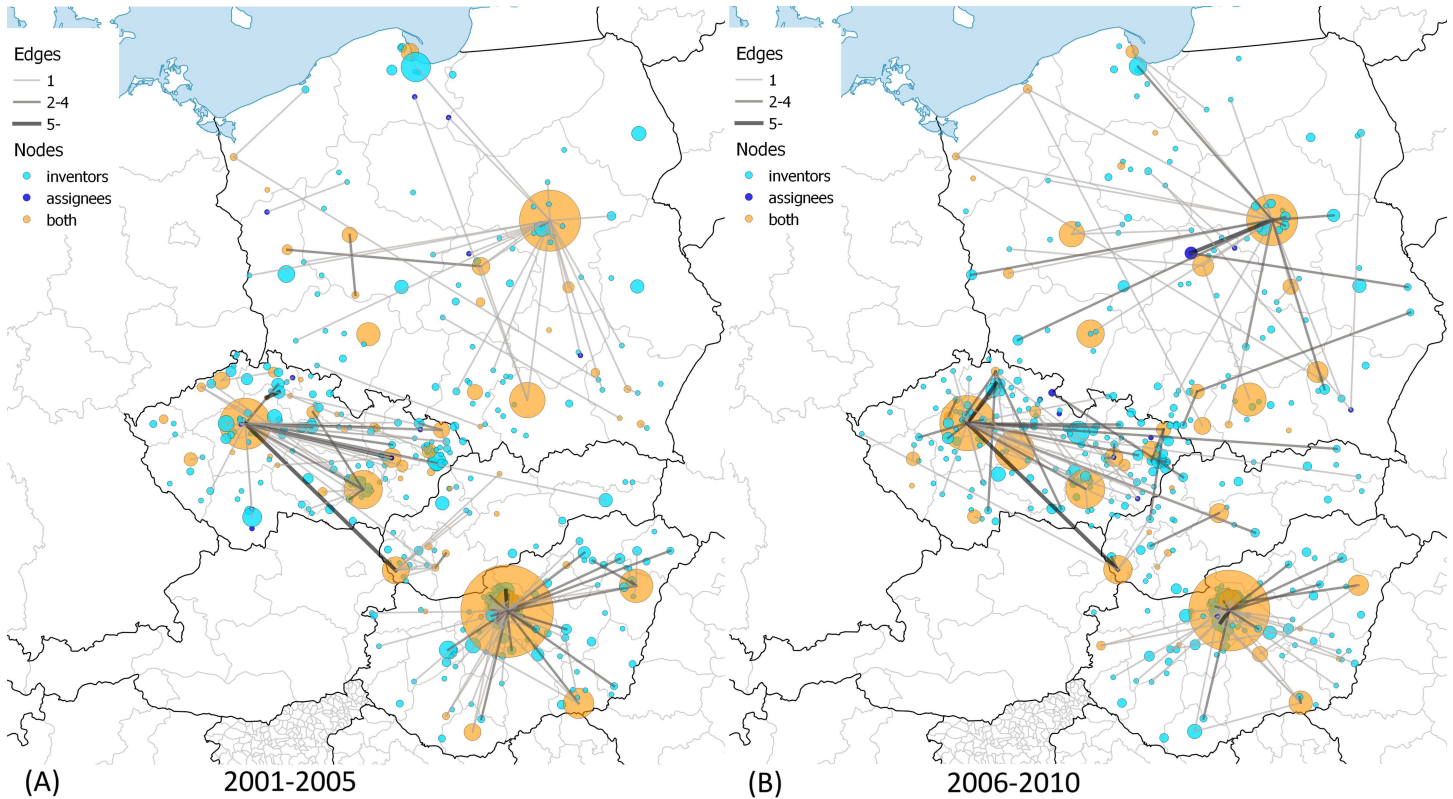 Edges
1
2-4
5-
Nodes
inventors
assignees
both
Edges
1
2-4
5-
Nodes
inventors
assignees
both
(A) 2001-2005
(B) 2006-2010